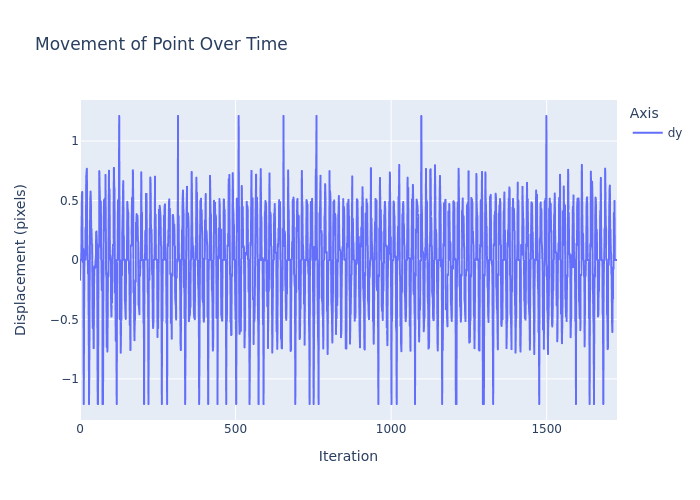 Movement of Point Over Time
Axis
dy
1
0.5
0
−0.5
−1
Displacement (pixels)
0
500
1000
1500
Iteration